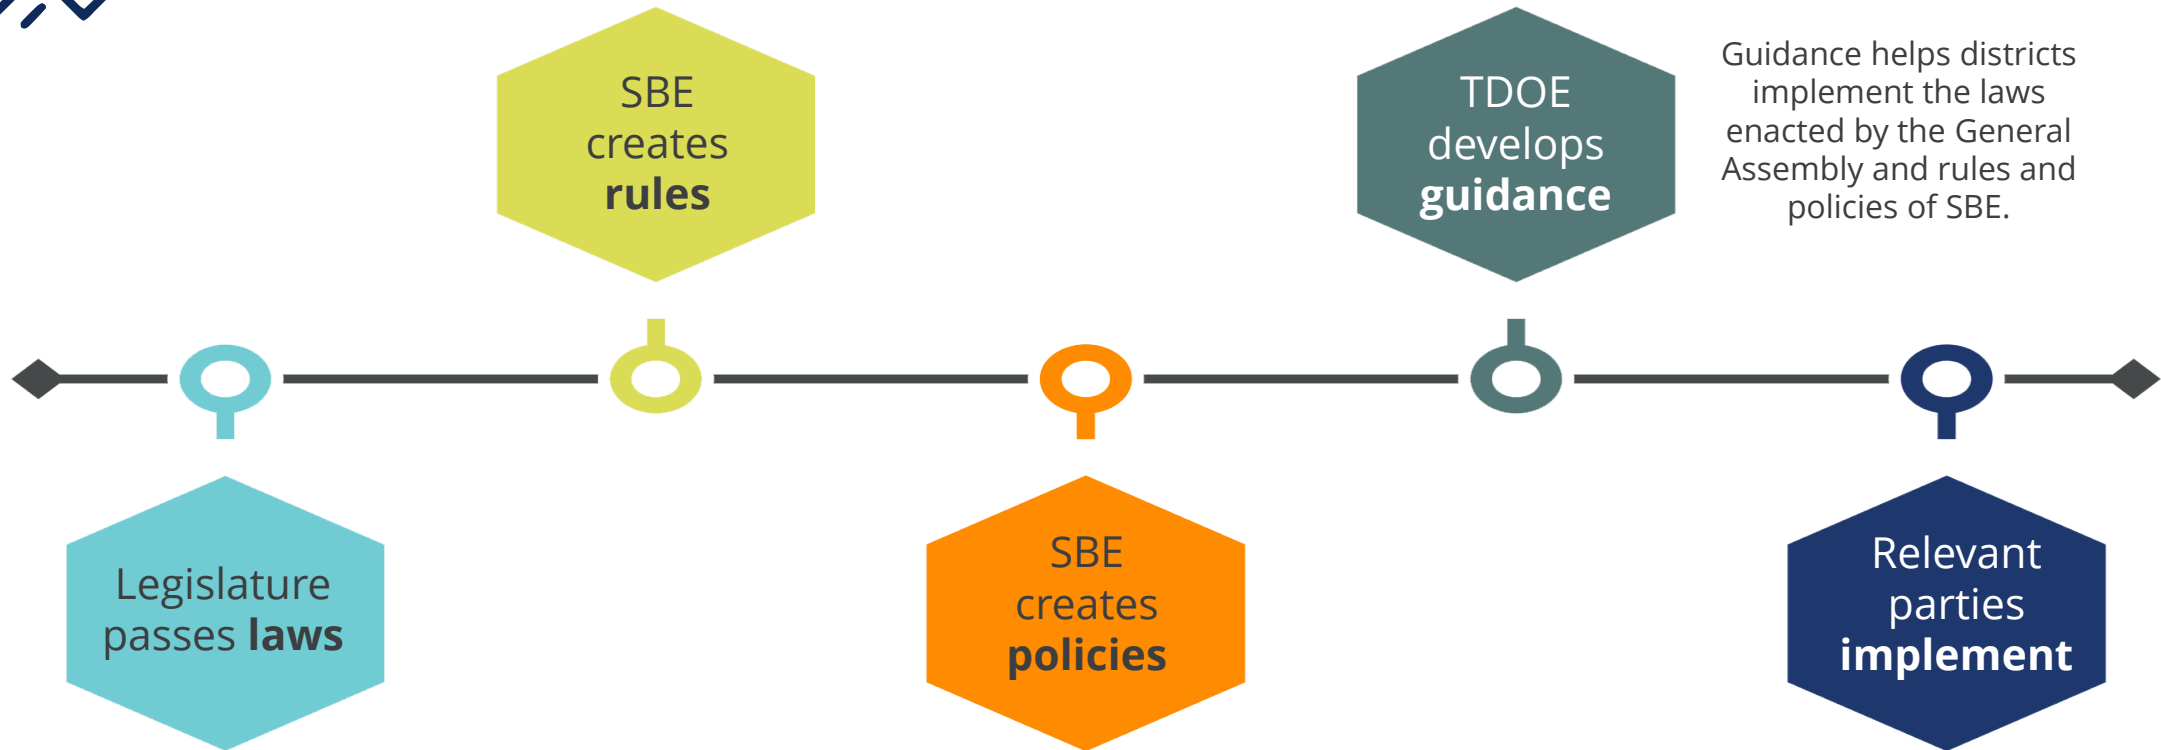 SBE
creates
rules
TDOE
develops
guidance
Guidance helps districts
implement the laws
enacted by the General
Assembly and rules and
policies of SBE.
Legislature
passes laws
SBE
creates
policies
Relevant
parties
implement